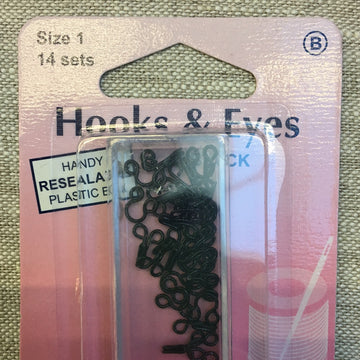 Size 1
14 sets
B
Hooks & Eyes
HANDY
RESEALA
PLASTIC
CK